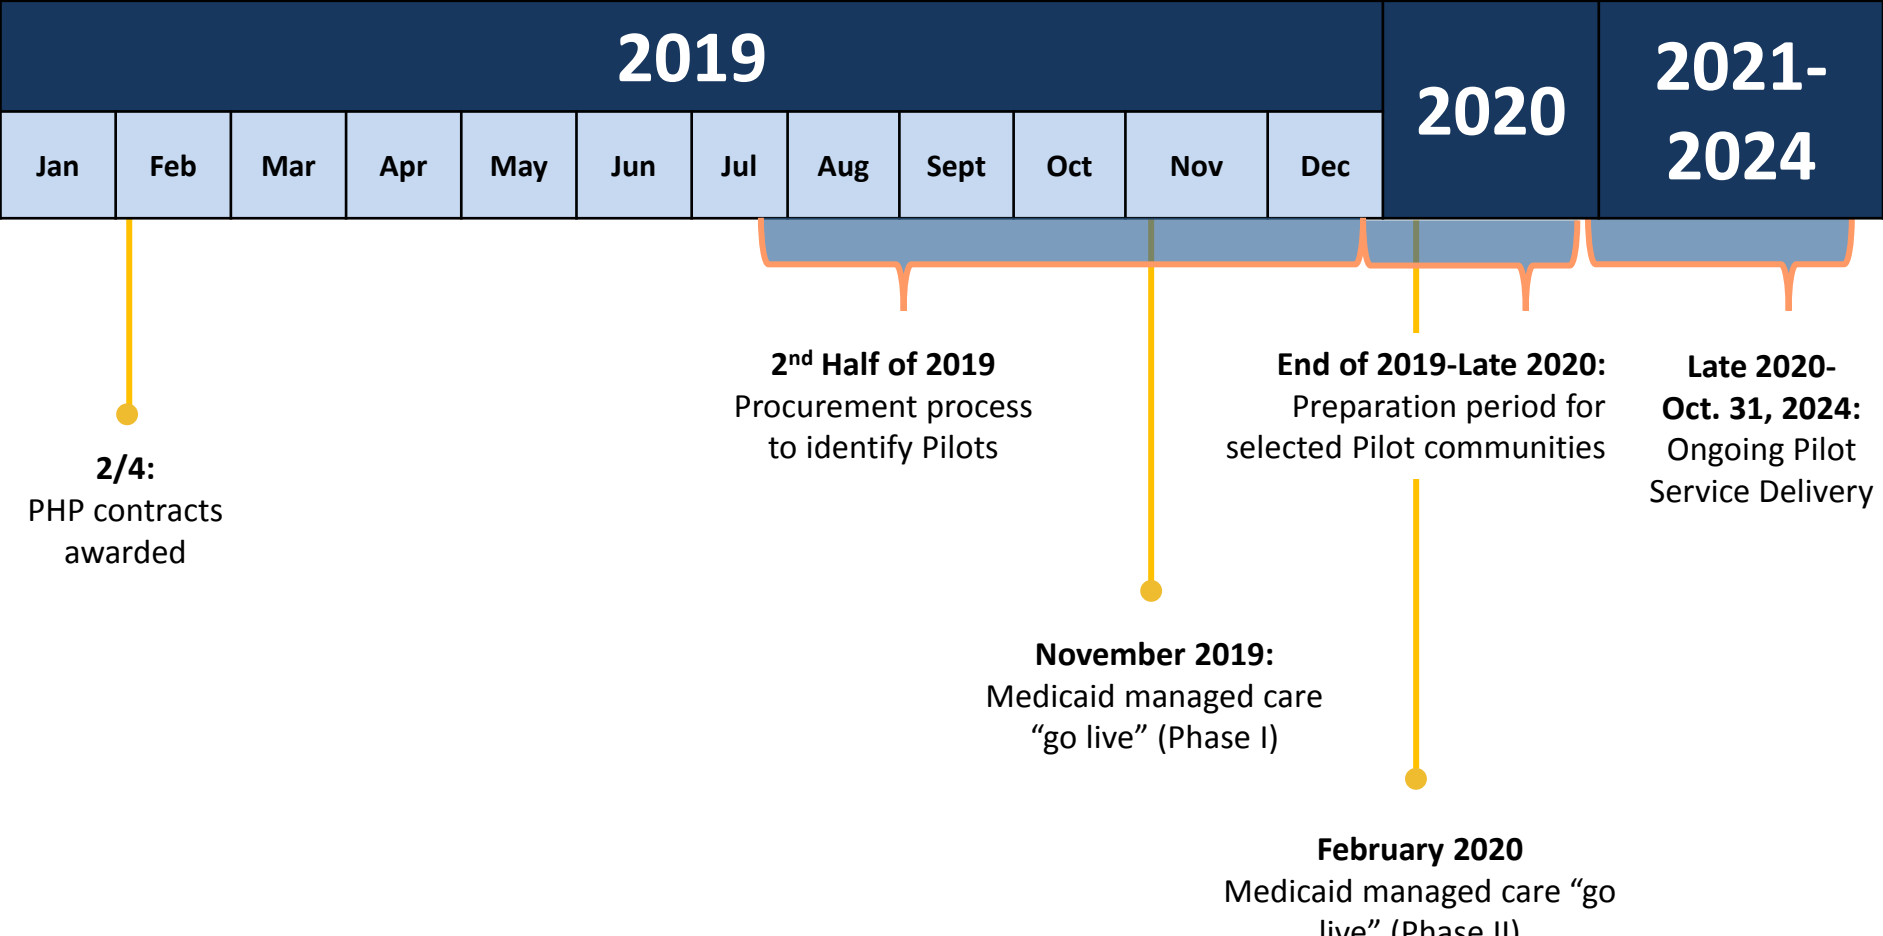 2019
2020
2021-
2024
Jan Feb Mar Apr May Jun Jul Aug Sept Oct Nov Dec
2/4:
PHP contracts
awarded
2nd Half of 2019
Procurement process
to identify Pilots
November 2019:
Medicaid managed care
“go live” (Phase I)
End of 2019-Late 2020:
Preparation period for
selected Pilot communities
February 2020
Medicaid managed care “go
live” (Phase II)
Late 2020-
Oct. 31, 2024:
Ongoing Pilot
Service Delivery